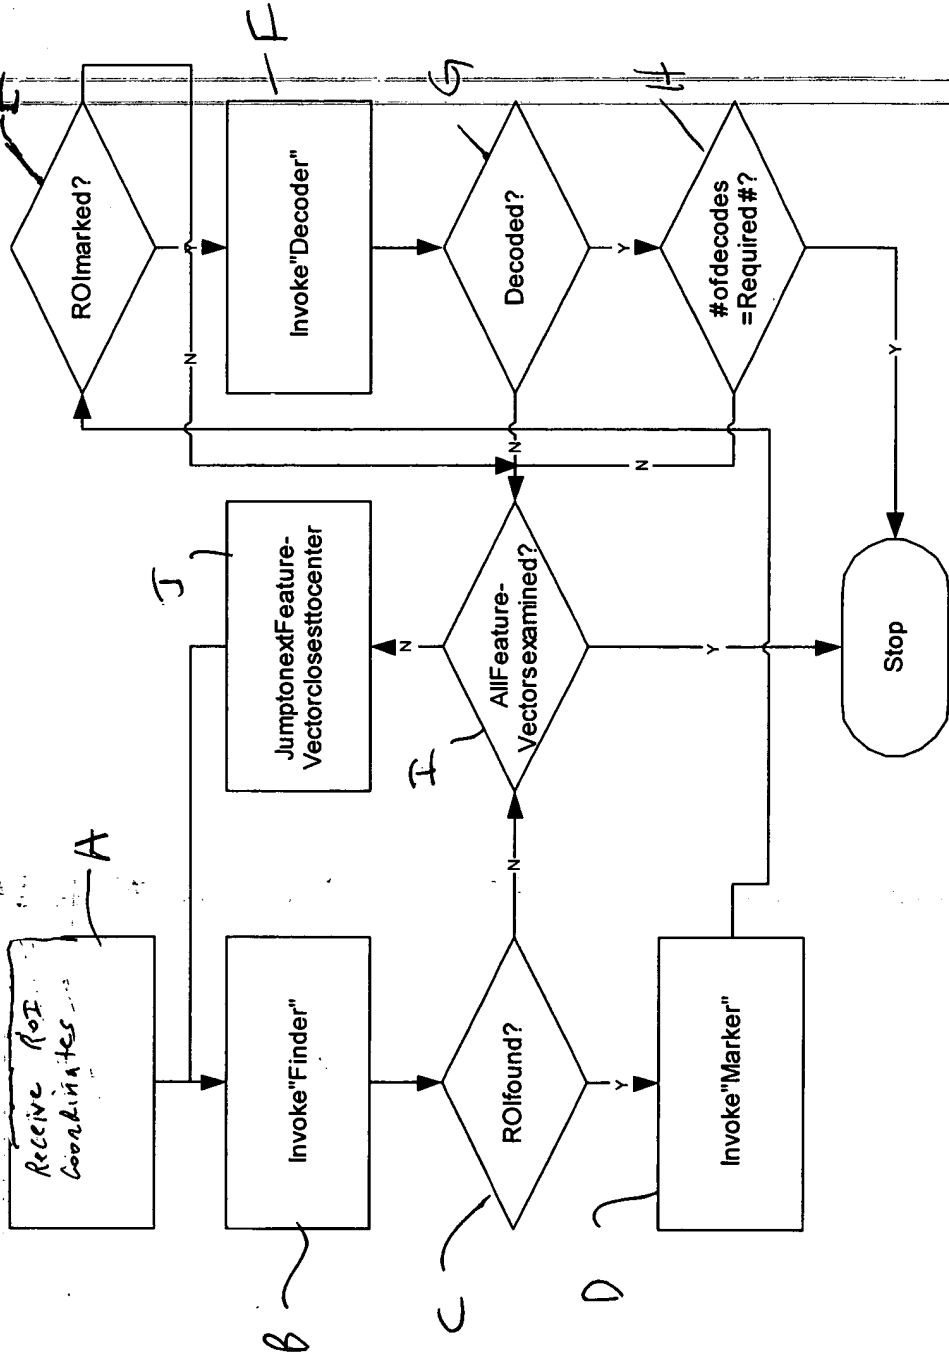 Receive ROI
Coordinates
A
Invoke"Finder"
B
ROIfound?
C
N
Y
Invoke"Marker"
D
JumptonextFeature-
Vectorclosesttocenter
J
N
AllFeature-
Vectorsexamined?
I
Y
Stop
ROImarked?
E
Y
N
Invoke"Decoder"
F
Decoded?
G
N
Y
#ofdecodes
=Required#?
H
N
Y